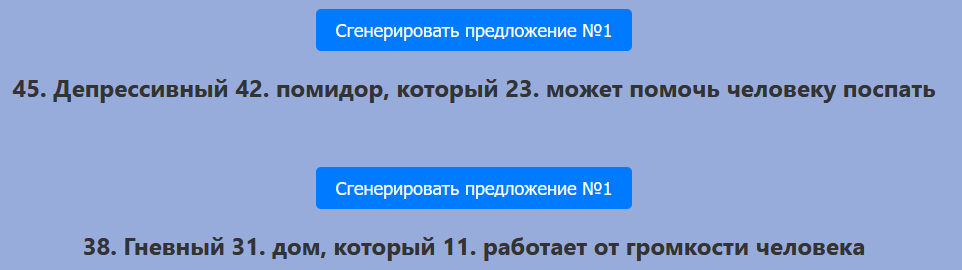 Сгенерировать предложение №1
45. Депрессивный 42. помидор, который 23. может помочь человеку поспать
Сгенерировать предложение №1
38. Гневный 31. дом, который 11. работает от громкости человека